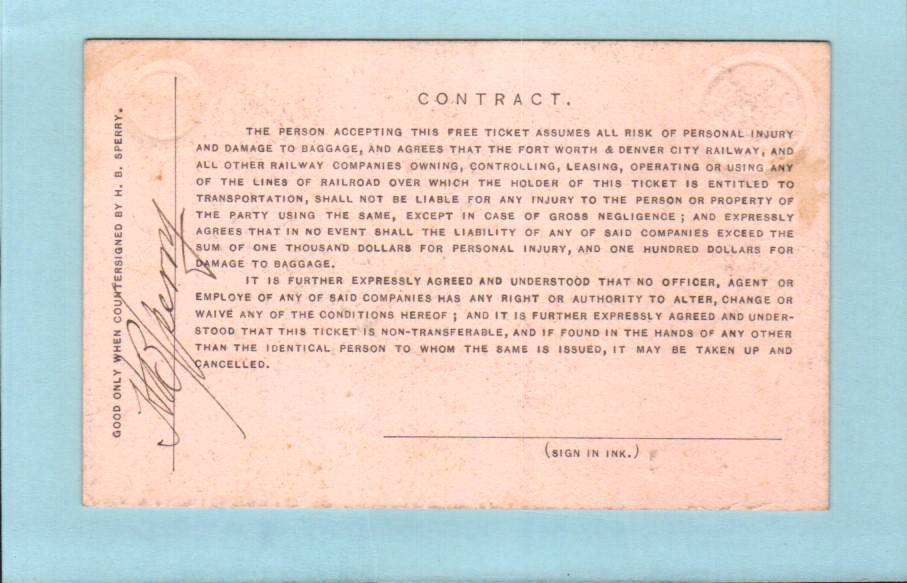 CONTRACT.
THE PERSON ACCEPTING THIS FREE TICKET ASSUMES ALL RISK OF PERSONAL INJURY
AND DAMAGE TO BAGGAGE, AND AGREES THAT THE FORT WORTH & DENVER CITY RAILWAY, AND
ALL OTHER RAILWAY COMPANIES OWNING, CONTROLLING, LEASING, OPERATING OR USING ANY
OF THE LINES OF RAILROAD OVER WHICH THE HOLDER OF THIS TICKET IS ENTITLED TO
TRANSPORTATION, SHALL NOT BE LIABLE FOR ANY INJURY TO THE PERSON OR PROPERTY OF
THE PARTY USING THE SAME, EXCEPT IN CASE OF GROSS NEGLIGENCE; AND EXPRESSLY
AGREES THAT IN NO EVENT SHALL THE LIABILITY OF ANY OF SAID COMPANIES EXCEED THE
SUM OF ONE THOUSAND DOLLARS FOR PERSONAL INJURY, AND ONE HUNDRED DOLLARS FOR
DAMAGE TO BAGGAGE.
IT IS FURTHER EXPRESSLY AGREED AND UNDERSTOOD THAT NO OFFICER, AGENT OR
EMPLOYE OF ANY OF SAID COMPANIES HAS ANY RIGHT OR AUTHORITY TO ALTER, CHANGE OR
WAIVE ANY OF THE CONDITIONS HEREOF; AND IT IS FURTHER EXPRESSLY AGREED AND UNDER-
STOOD THAT THIS TICKET IS NON-TRANSFERABLE, AND IF FOUND IN THE HANDS OF ANY OTHER
THAN THE IDENTICAL PERSON TO WHOM THE SAME IS ISSUED, IT MAY BE TAKEN UP AND
CANCELLED.
(SIGN IN INK.)
GOOD ONLY WHEN COUNTERSIGNED BY H. B. SPERRY.
H B Sperry